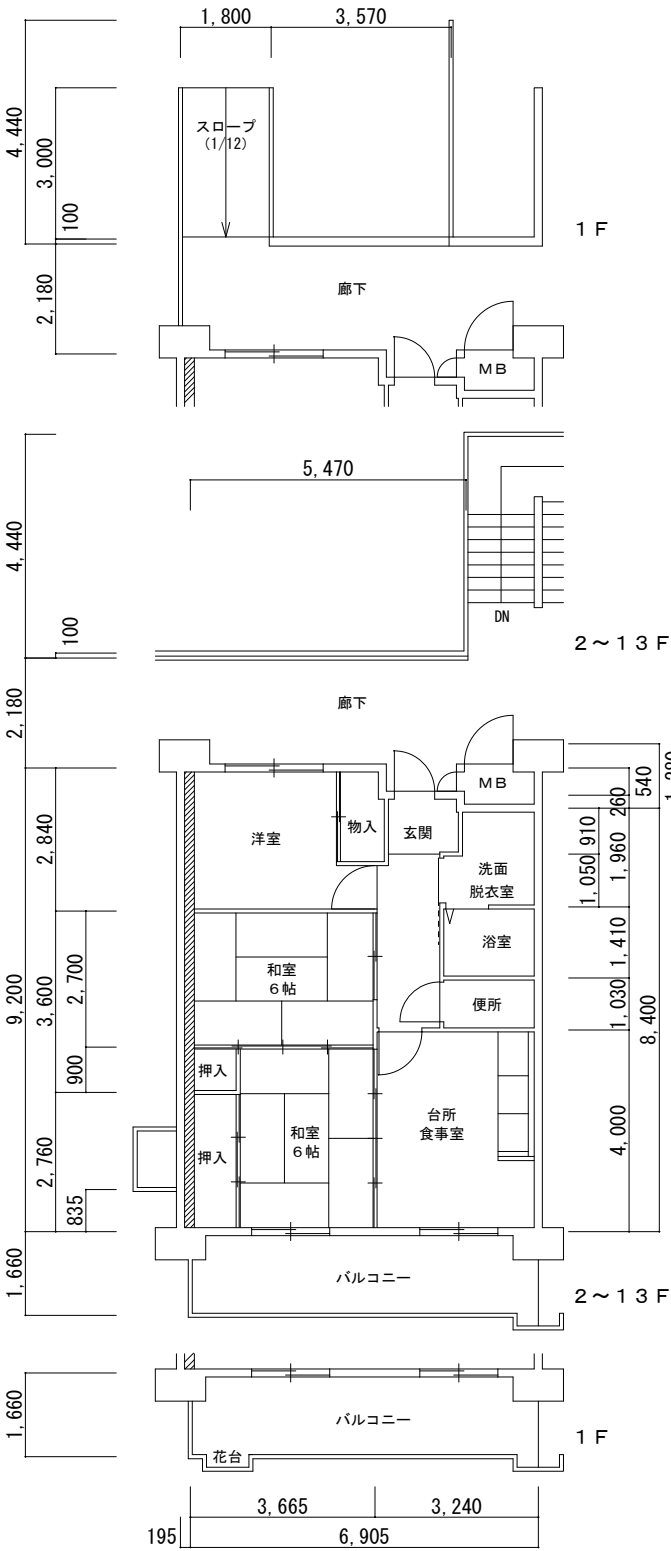 1,800
3,570
4,440
3,000
100
2,180
スロープ
(1/12)
1F
廊下
MB
5,470
4,440
100
DN
2～13F
2,180
廊下
MB
540
260
910
1,960
1,050
1,410
1,030
8,400
4,000
2,840
9,200
3,600
2,700
900
2,760
835
1,660
洋室
物入
玄関
洗面
脱衣室
浴室
便所
和室
6帖
押入
和室
6帖
押入
台所
食事室
バルコニー
2～13F
1,660
バルコニー
1F
花台
3,665
3,240
195
6,905